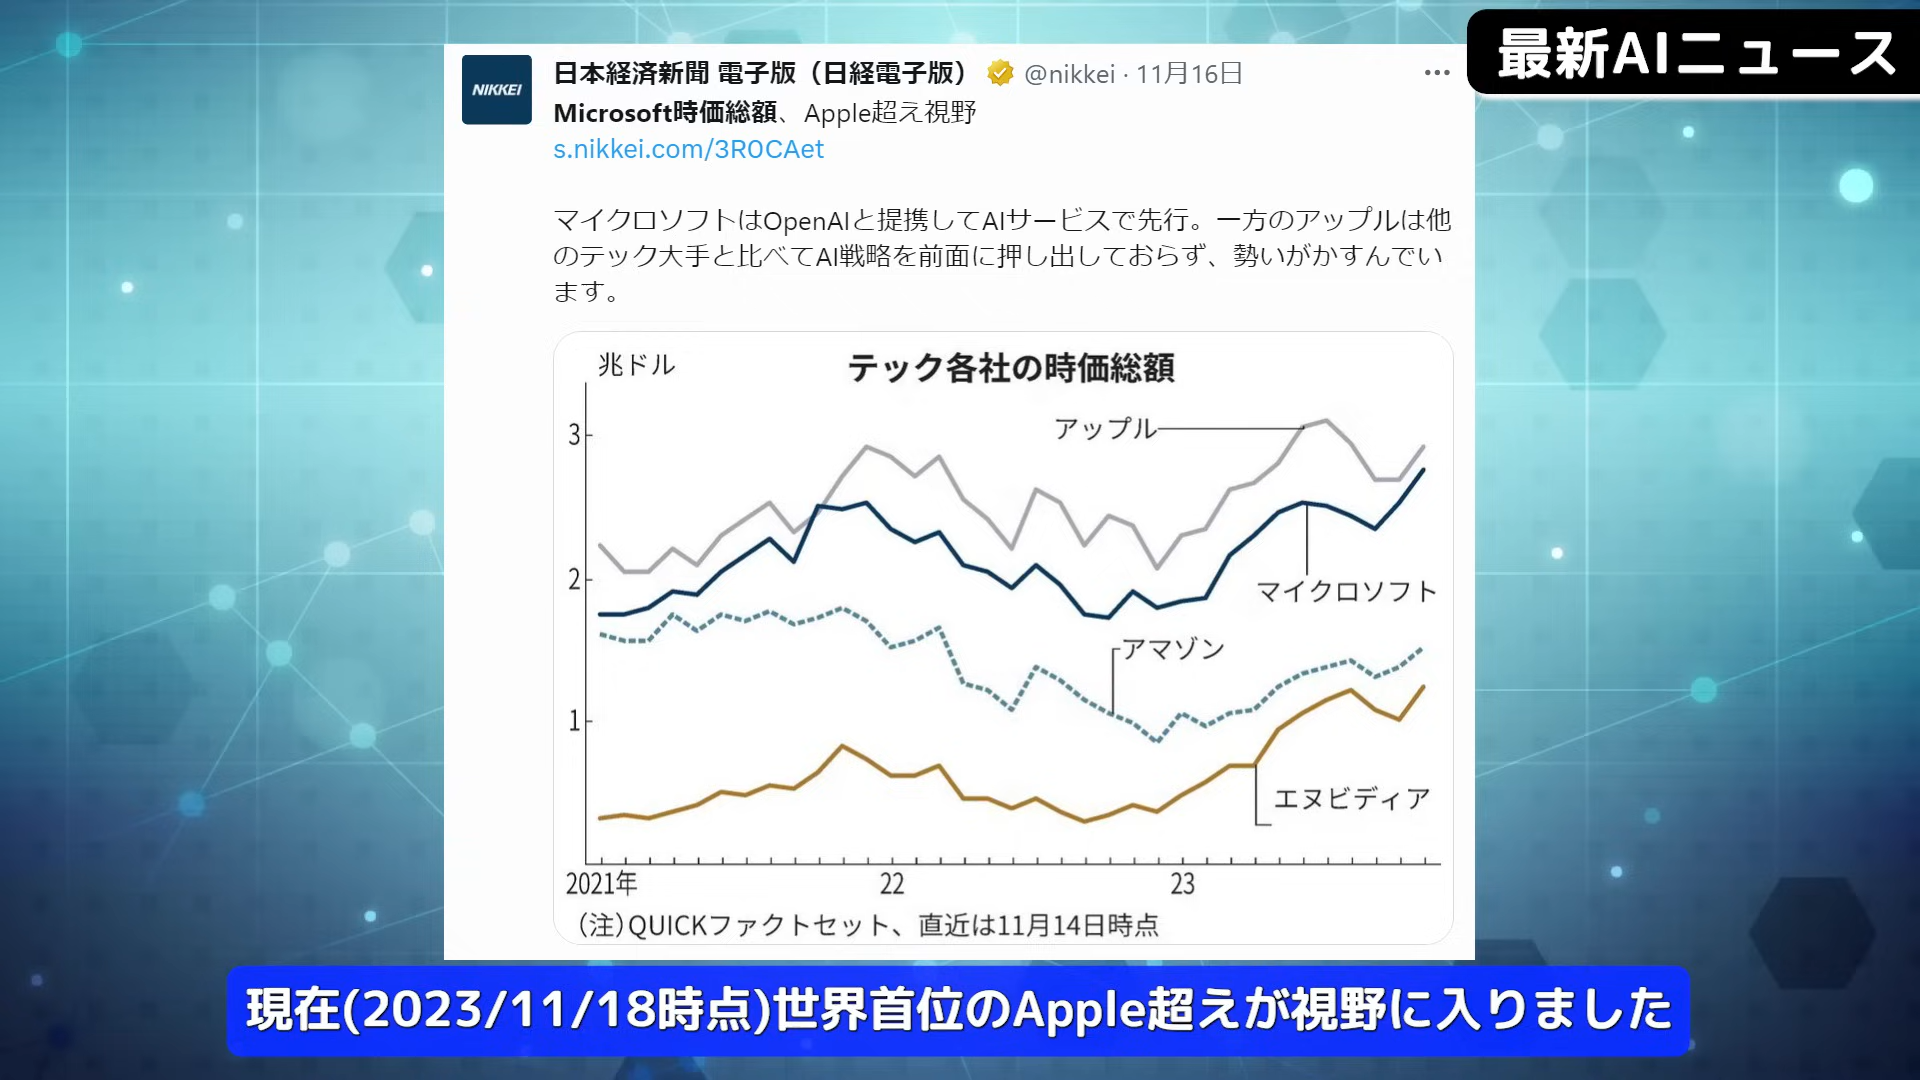 最新AIニュース
NIKKEI
日本経済新聞 電子版（日経電子版） @nikkei · 11月16日
Microsoft時価総額、Apple超え視野
s.nikkei.com/3R0CAet
マイクロソフトはOpenAIと提携してAIサービスで先行。一方のアップルは他
のテック大手と比べてAI戦略を前面に押し出しておらず、勢いがかすんでい
ます。
兆ドル
テック各社の時価総額
アップル
3
2
マイクロソフト
アマゾン
1
エヌビディア
2021年 22 23
（注）QUICKファクトセット、直近は11月14日時点
現在(2023/11/18時点)世界首位のApple超えが視野に入りました